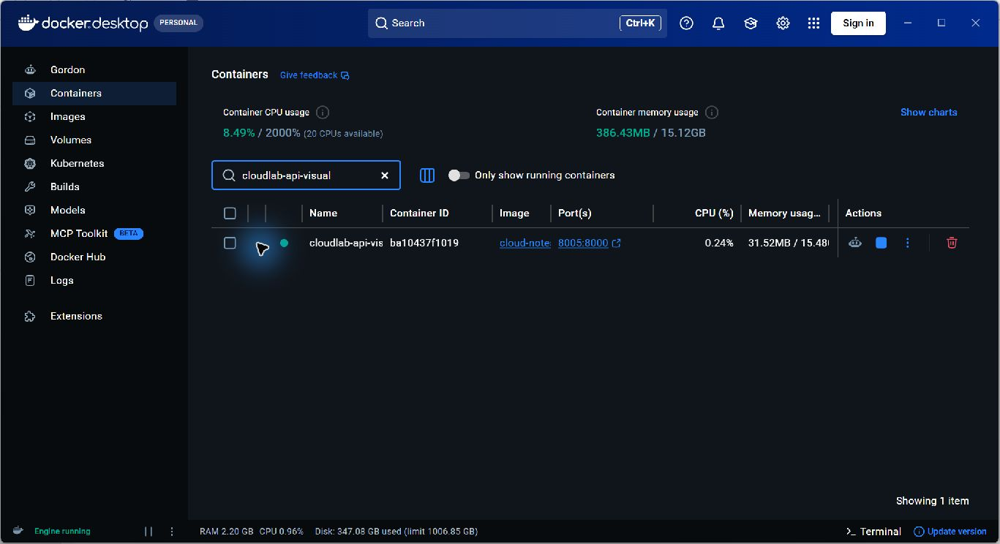 docker.desktop PERSONAL
Search Ctrl+K
Sign in
Gordon
Containers
Images
Volumes
Kubernetes
Builds
Models
MCP Toolkit BETA
Docker Hub
Logs
Extensions
Containers Give feedback
Container CPU usage
8.49% / 2000% (20 CPUs available)
Container memory usage
386.43MB / 15.12GB
Show charts
cloudlab-api-visual
Only show running containers
Name Container ID Image Port(s) CPU (%) Memory usag... Actions
cloudlab-api-vis ba10437f1019 cloud-note 8005:8000 0.24% 31.52MB / 15.48
Showing 1 item
Engine running
RAM 2.20 GB CPU 0.96% Disk: 347.08 GB used (limit 1006.85 GB)
>_ Terminal
Update version